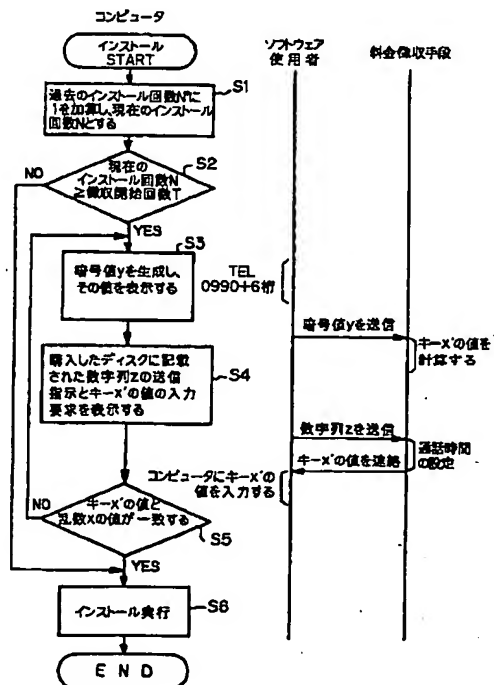 コンピュータ
インストール
START
S1
過去のインストール回数N'に
1を加算し、現在のインストール
回数Nとする
S2
現在の
インストール回数N
≧徴収開始回数T
NO
YES
S3
暗号値yを生成し、
その値を表示する
購入したディスクに記載
された数字列zの送信
指示とキーx'の値の入力
要求を表示する
S4
キーx'の値と
乱数xの値が一致する
NO
S5
YES
インストール実行
S6
END
ソフトウェア
使用者
料金徴収手段
TEL
0990+6桁
暗号値yを送信
キーx'の値を
計算する
数字列zを送信
通話時間
の設定
キーx'の値を連絡
コンピュータにキーx'の
値を入力する